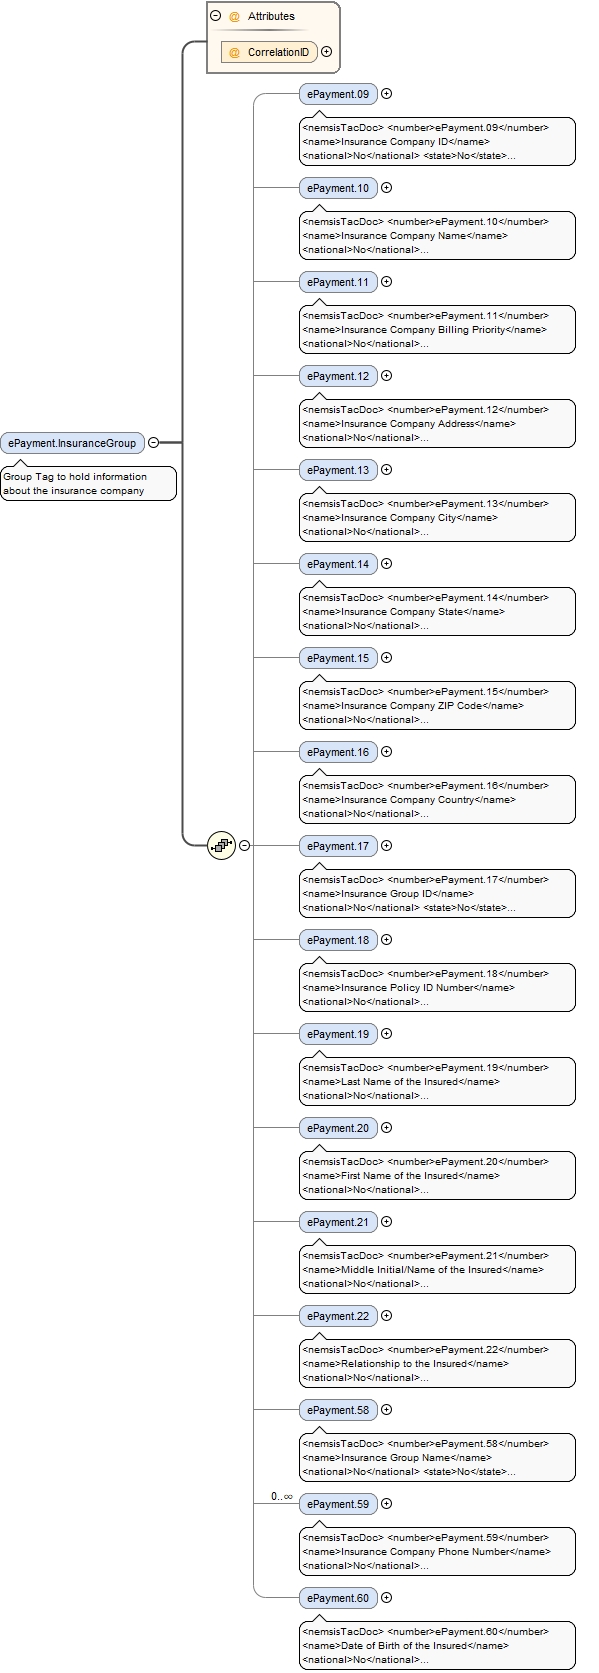 @ Attributes
@ CorrelationID
ePayment.09
<nemsisTacDoc> <number>ePayment.09</number>
<name>Insurance Company ID</name>
<national>No</national> <state>No</state>...
ePayment.10
<nemsisTacDoc> <number>ePayment.10</number>
<name>Insurance Company Name</name>
<national>No</national>...
ePayment.11
<nemsisTacDoc> <number>ePayment.11</number>
<name>Insurance Company Billing Priority</name>
<national>No</national>...
ePayment.12
<nemsisTacDoc> <number>ePayment.12</number>
<name>Insurance Company Address</name>
<national>No</national>...
ePayment.InsuranceGroup
Group Tag to hold information
about the insurance company
ePayment.13
<nemsisTacDoc> <number>ePayment.13</number>
<name>Insurance Company City</name>
<national>No</national>...
ePayment.14
<nemsisTacDoc> <number>ePayment.14</number>
<name>Insurance Company State</name>
<national>No</national>...
ePayment.15
<nemsisTacDoc> <number>ePayment.15</number>
<name>Insurance Company ZIP Code</name>
<national>No</national>...
ePayment.16
<nemsisTacDoc> <number>ePayment.16</number>
<name>Insurance Company Country</name>
<national>No</national>...
ePayment.17
<nemsisTacDoc> <number>ePayment.17</number>
<name>Insurance Group ID</name>
<national>No</national> <state>No</state>...
ePayment.18
<nemsisTacDoc> <number>ePayment.18</number>
<name>Insurance Policy ID Number</name>
<national>No</national>...
ePayment.19
<nemsisTacDoc> <number>ePayment.19</number>
<name>Last Name of the Insured</name>
<national>No</national>...
ePayment.20
<nemsisTacDoc> <number>ePayment.20</number>
<name>First Name of the Insured</name>
<national>No</national>...
ePayment.21
<nemsisTacDoc> <number>ePayment.21</number>
<name>Middle Initial/Name of the Insured</name>
<national>No</national>...
ePayment.22
<nemsisTacDoc> <number>ePayment.22</number>
<name>Relationship to the Insured</name>
<national>No</national>...
ePayment.58
<nemsisTacDoc> <number>ePayment.58</number>
<name>Insurance Group Name</name>
<national>No</national> <state>No</state>...
0..∞
ePayment.59
<nemsisTacDoc> <number>ePayment.59</number>
<name>Insurance Company Phone Number</name>
<national>No</national>...
ePayment.60
<nemsisTacDoc> <number>ePayment.60</number>
<name>Date of Birth of the Insured</name>
<national>No</national>...